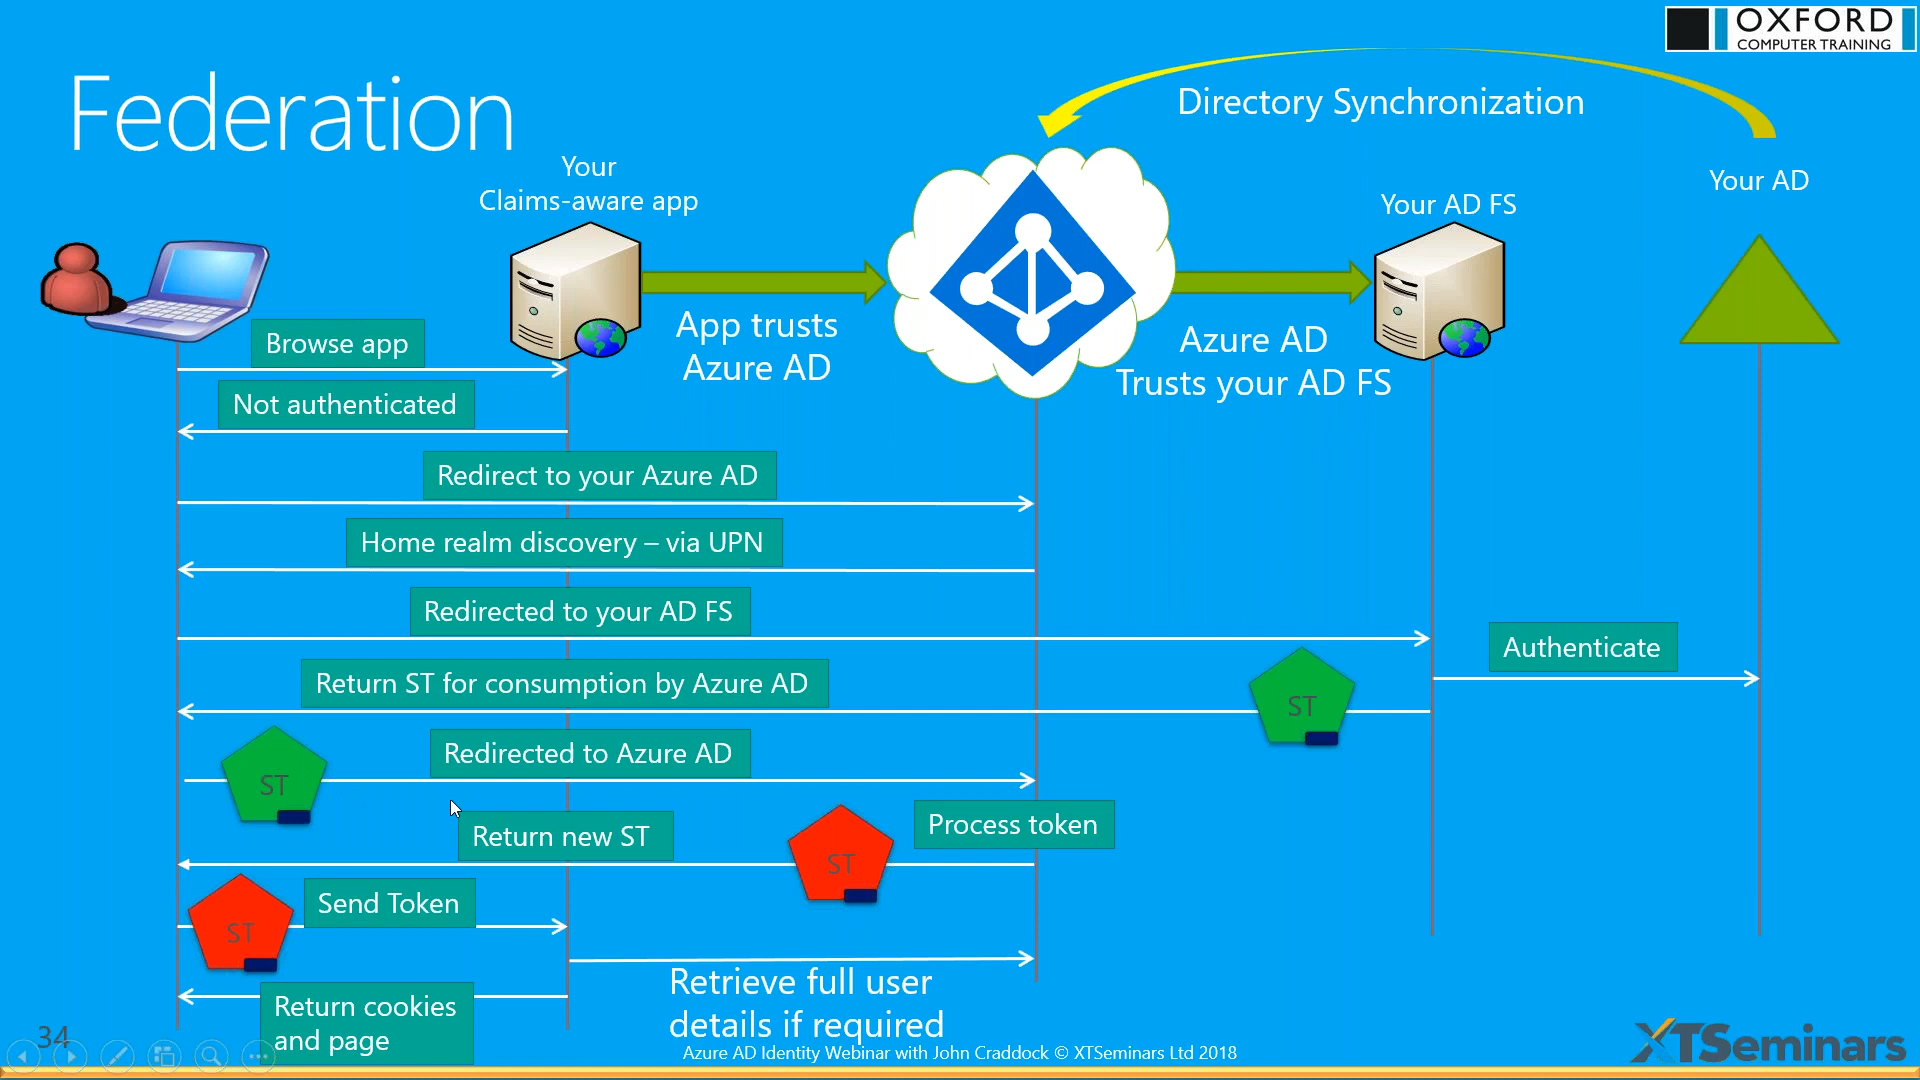 OXFORD
COMPUTER TRAINING
Federation
Directory Synchronization
Your
Claims-aware app
Your AD FS
Your AD
App trusts
Azure AD
Azure AD
Trusts your AD FS
Browse app
Not authenticated
Redirect to your Azure AD
Home realm discovery – via UPN
Redirected to your AD FS
Authenticate
Return ST for consumption by Azure AD
ST
Redirected to Azure AD
ST
Process token
Return new ST
ST
Send Token
ST
Retrieve full user
details if required
Return cookies
and page
34
Azure AD Identity Webinar with John Craddock © XTSeminars Ltd 2018
XTSeminars